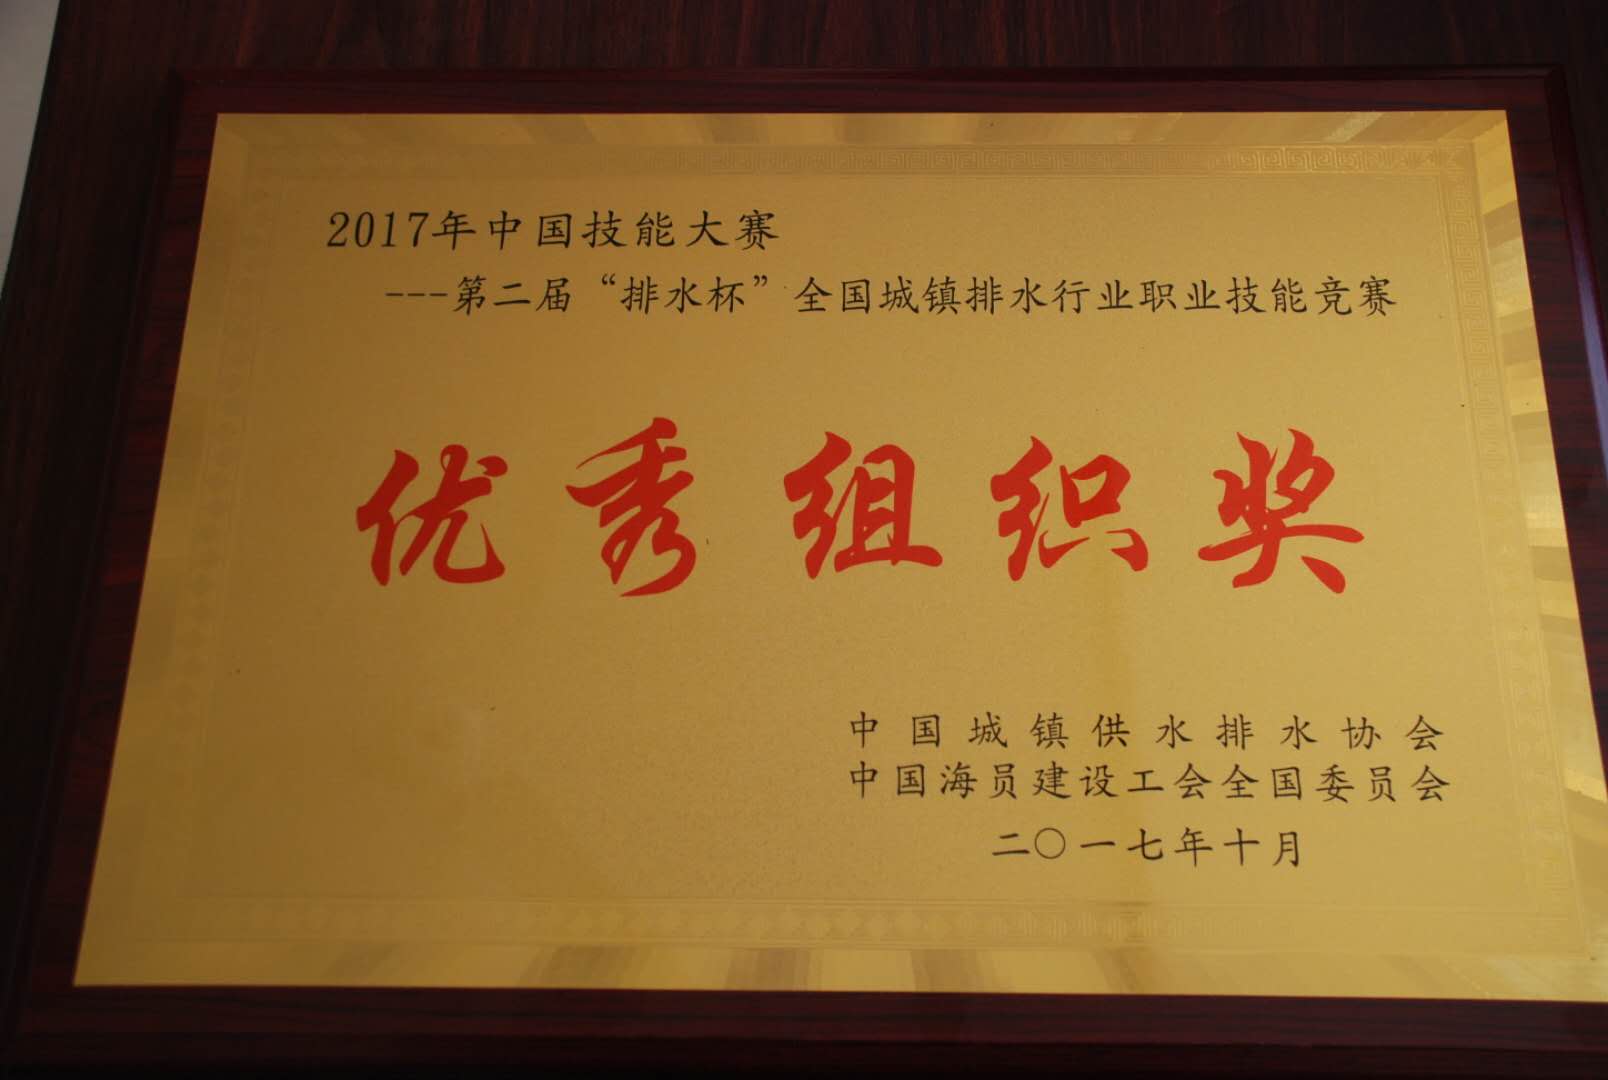 2017年中国技能大赛
---第二届“排水杯”全国城镇排水行业职业技能竞赛
优秀组织奖
中国城镇供水排水协会
中国海员建设工会全国委员会
二〇一七年十月